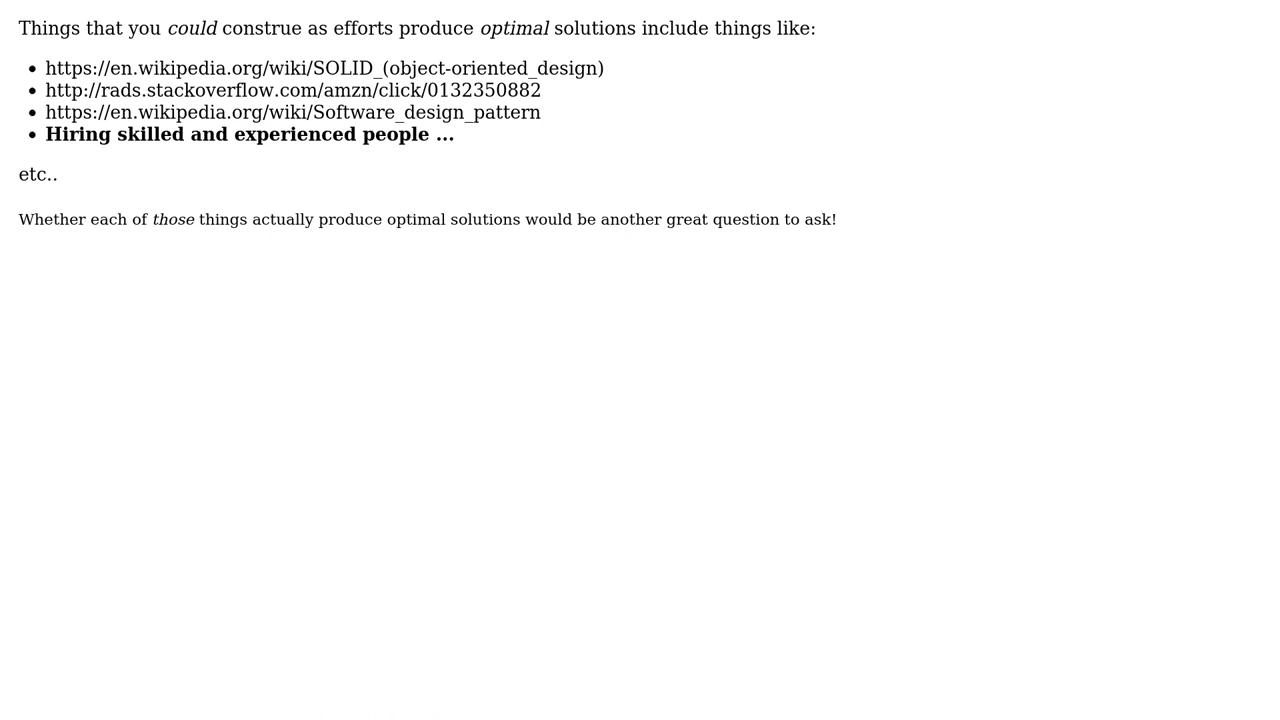 Things that you could construe as efforts produce optimal solutions include things like:
• https://en.wikipedia.org/wiki/SOLID_(object-oriented_design)
• http://rads.stackoverflow.com/amzn/click/0132350882
• https://en.wikipedia.org/wiki/Software_design_pattern
• Hiring skilled and experienced people ...
etc..
Whether each of those things actually produce optimal solutions would be another great question to ask!